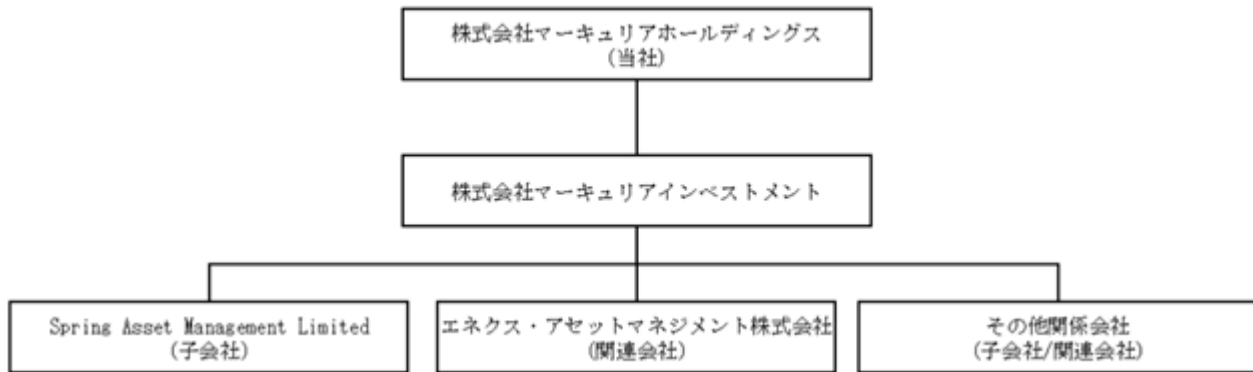 株式会社マーキュリアホールディングス
(当社)
株式会社マーキュリアインベストメント
Spring Asset Management Limited
(子会社)
エネクス・アセットマネジメント株式会社
(関連会社)
その他関係会社
(子会社/関連会社)